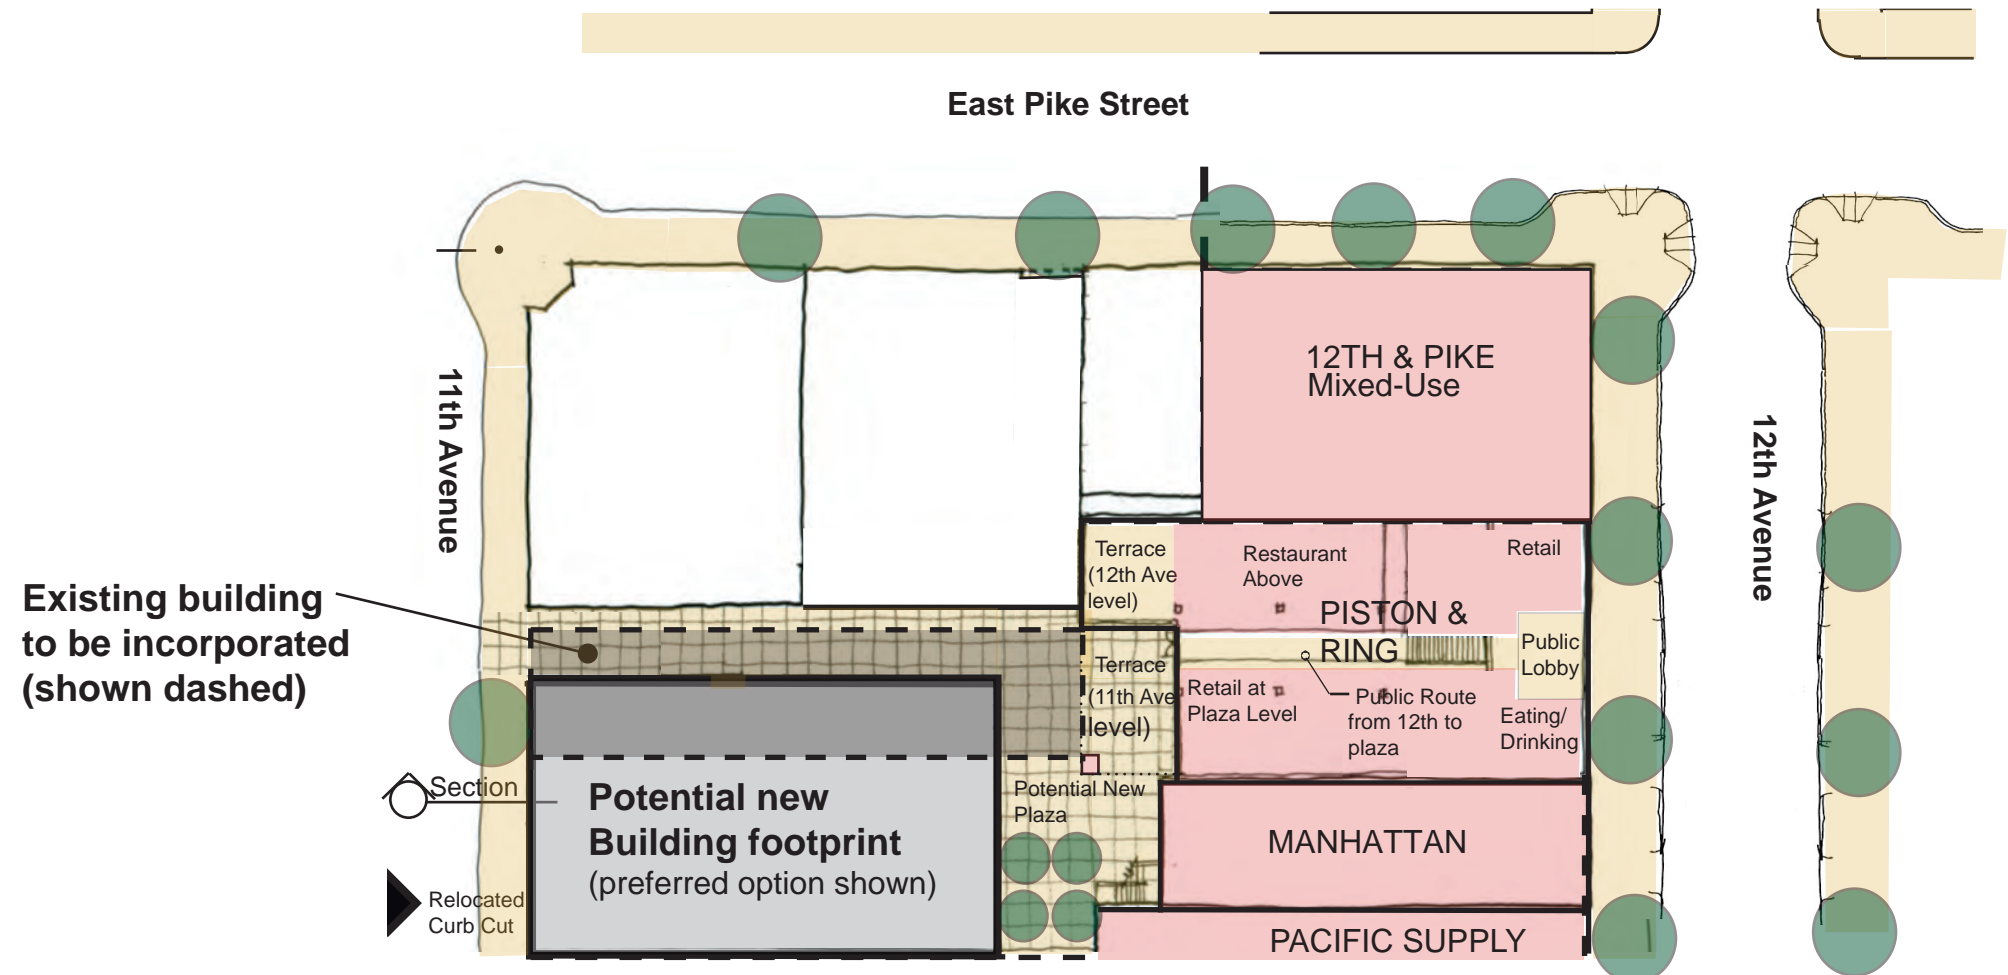 East Pike Street
11th Avenue
12th Avenue
12TH & PIKE
Mixed-Use
Terrace
(12th Ave
level)
Restaurant
Above
Retail
PISTON &
RING
Public
Lobby
Existing building
to be incorporated
(shown dashed)
Terrace
(11th Ave
level)
Retail at
Plaza Level
Public Route
from 12th to
plaza
Eating/
Drinking
Section
Potential new
Building footprint
(preferred option shown)
Potential New
Plaza
MANHATTAN
Relocated
Curb Cut
PACIFIC SUPPLY